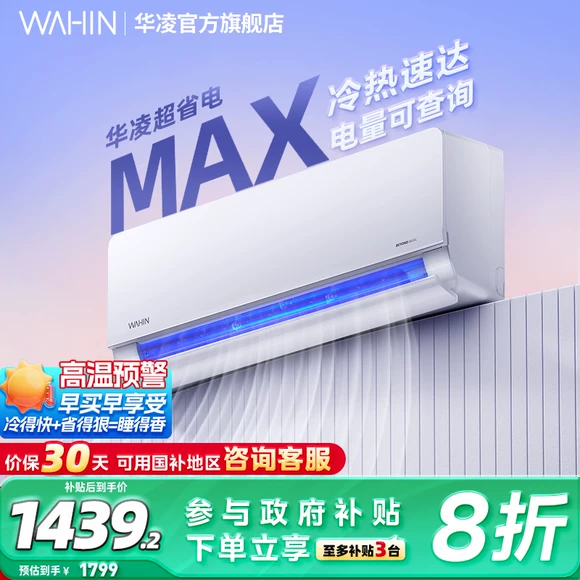 WAHIN 华凌官方旗舰店
华凌超省电
MAX
冷热速达
电量可查询
WAHIN
高温预警
早买早享受
冷得快+省得狠=睡得香
价保30天 可用国补地区 咨询客服
补贴后到手价
1439.2
预估到手¥ 1799
参与政府补贴
下单立享 至多补贴3台
8折